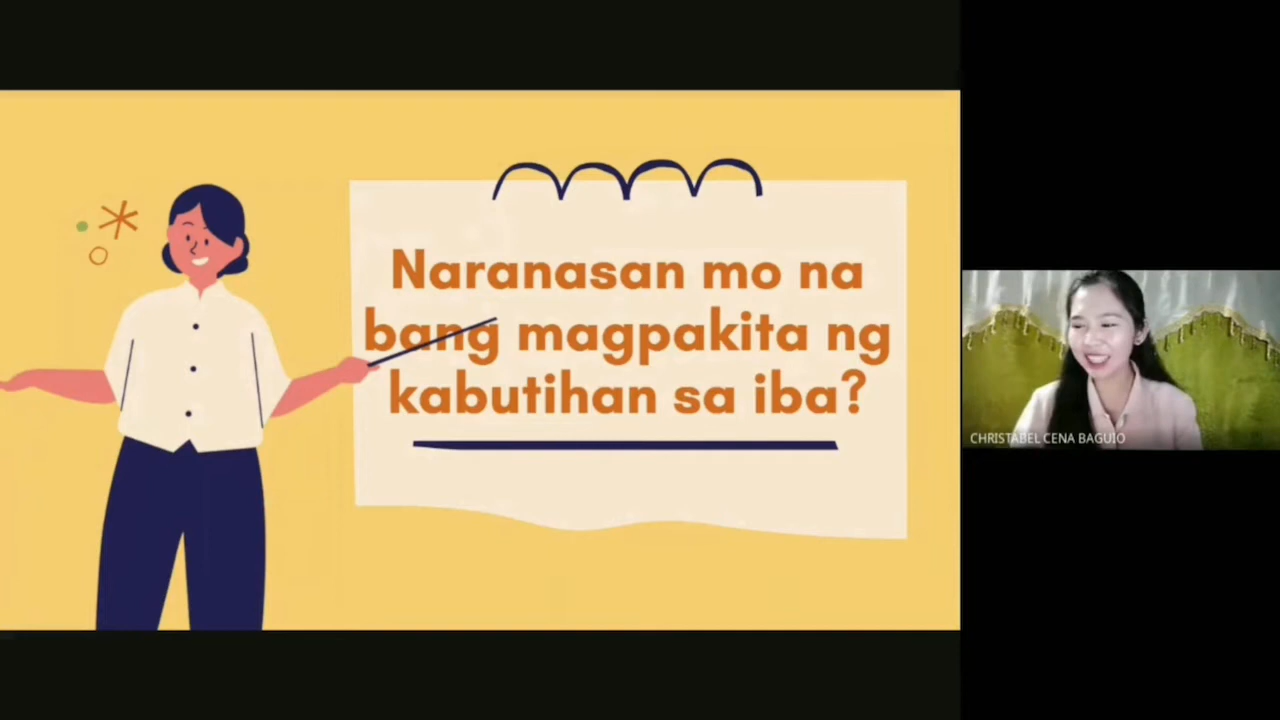 Naranasan mo na
bang magpakita ng
kabutihan sa iba?
CHRISTABEL CENA BAGUIO